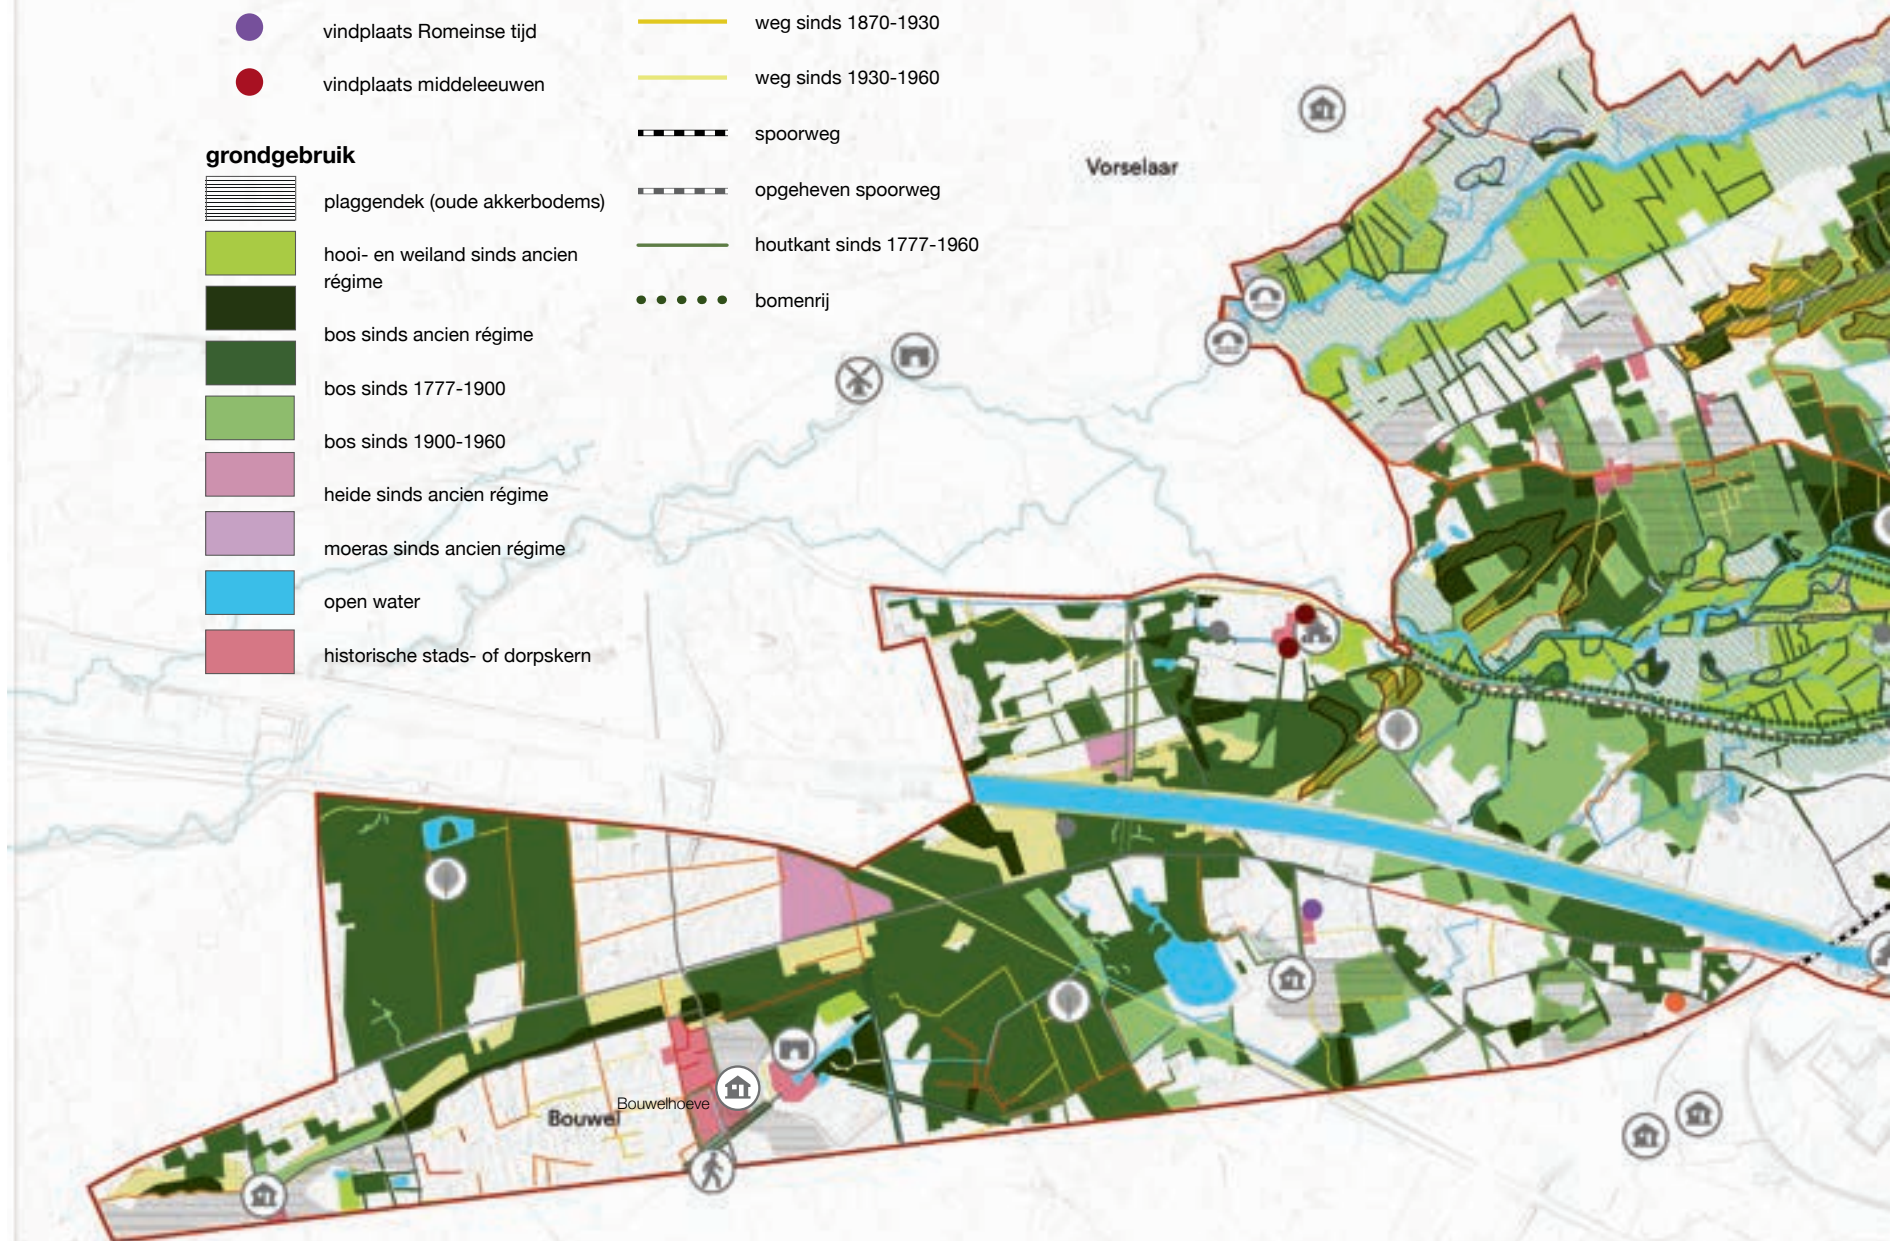 vindplaats Romeinse tijd
vindplaats middeleeuwen
grondgebruik
plaggendek (oude akkerbodems)
hooi- en weiland sinds ancien
régime
bos sinds ancien régime
bos sinds 1777-1900
bos sinds 1900-1960
heide sinds ancien régime
moeras sinds ancien régime
open water
historische stads- of dorpskern
weg sinds 1870-1930
weg sinds 1930-1960
spoorweg
opgeheven spoorweg
houtkant sinds 1777-1960
bomenrij
Vorselaar
Bouwelhoeve
Bouwel